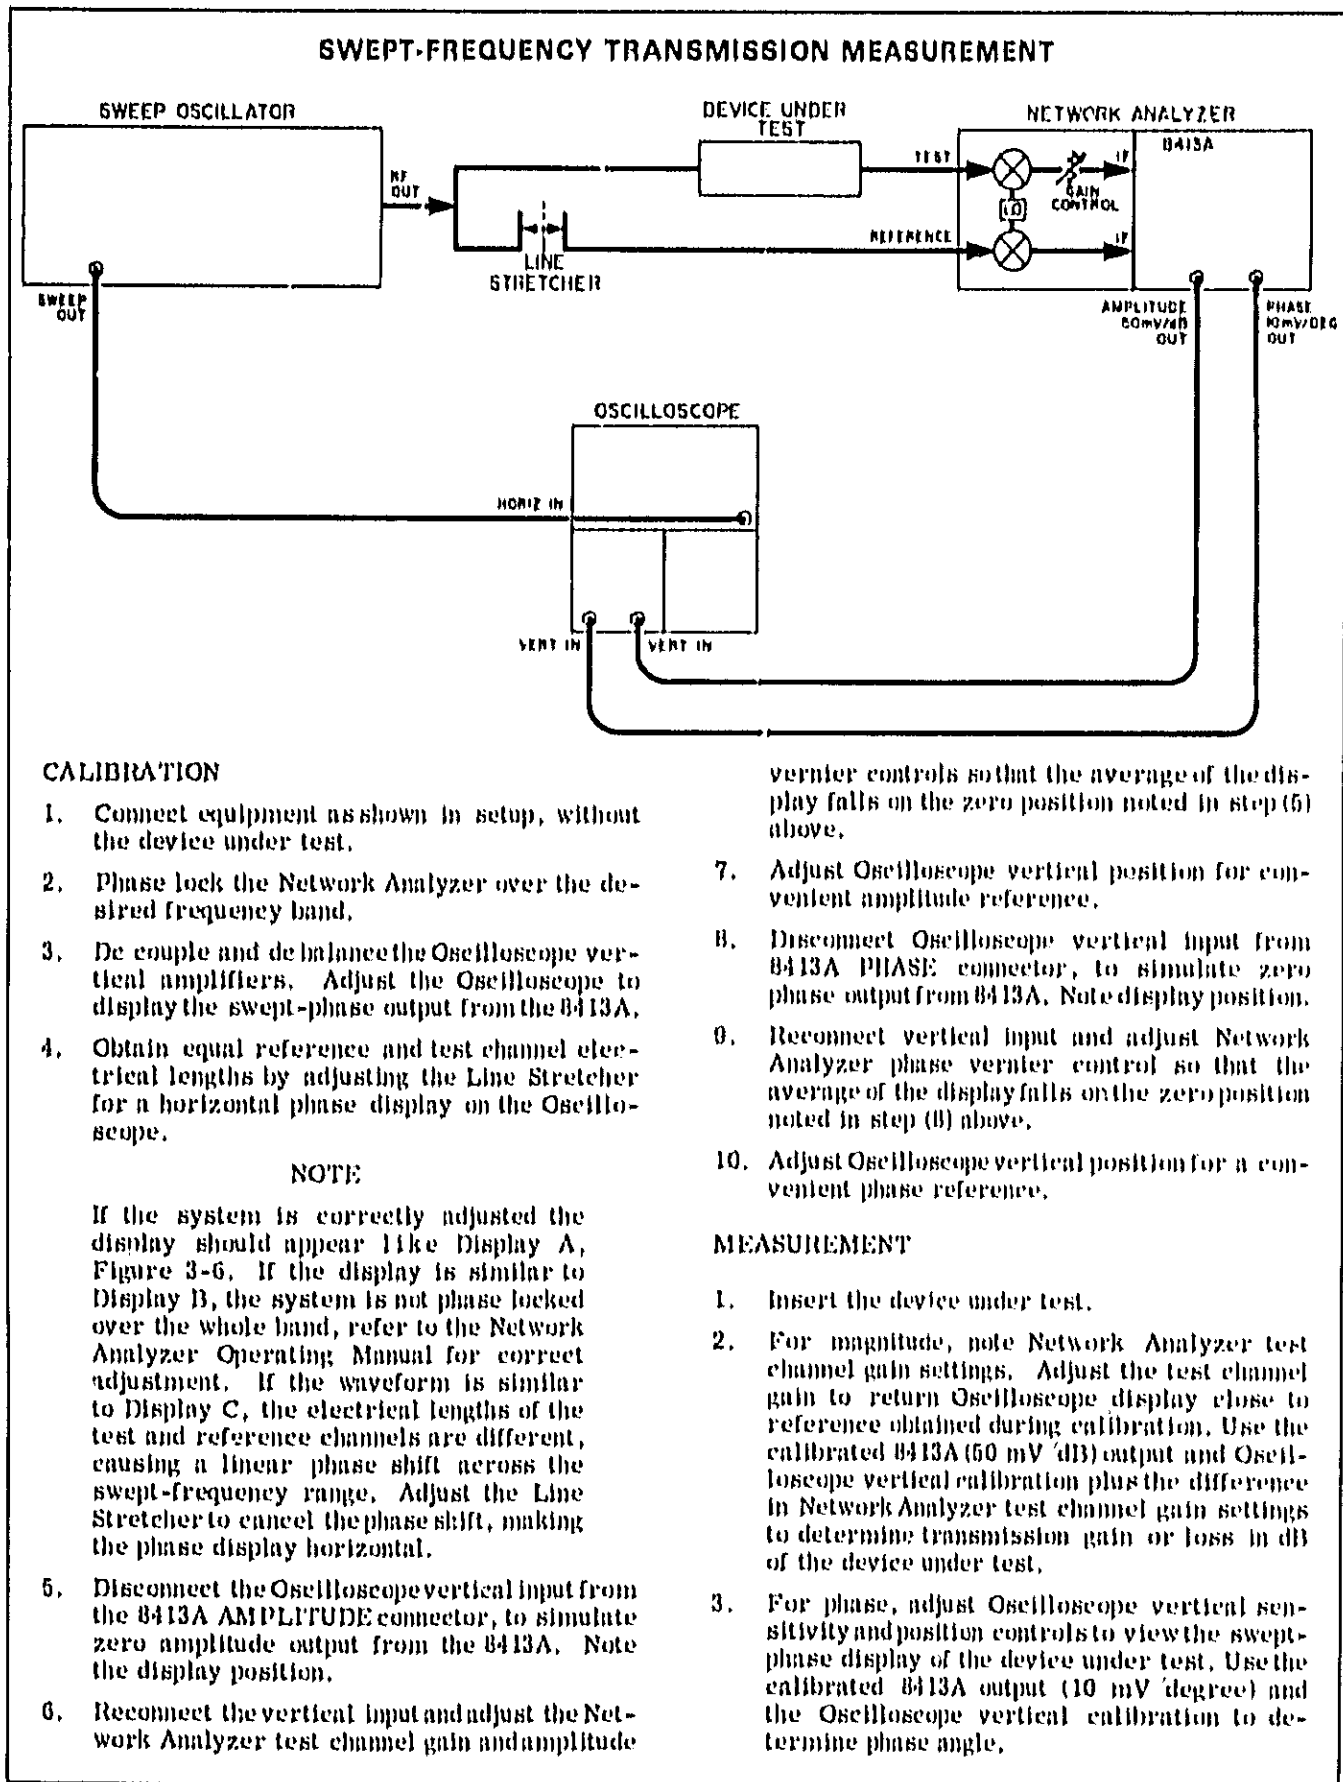 SWEPT-FREQUENCY TRANSMISSION MEASUREMENT
SWEEP OSCILLATOR
DEVICE UNDER
TEST
NETWORK ANALYZER
8413A
RF
OUT
TEST
IF
GAIN
CONTROL
LO
REFERENCE
IF
LINE
STRETCHER
SWEEP
OUT
AMPLITUDE
50mV/dB
OUT
PHASE
10mV/DEG
OUT
OSCILLOSCOPE
HORIZ IN
VERT IN
VERT IN
CALIBRATION
1. Connect equipment as shown in setup, without
the device under test.
2. Phase lock the Network Analyzer over the de-
sired frequency band.
3. Dc couple and dc balance the Oscilloscope ver-
tical amplifiers. Adjust the Oscilloscope to
display the swept-phase output from the 8413A.
4. Obtain equal reference and test channel elec-
trical lengths by adjusting the Line Stretcher
for a horizontal phase display on the Oscillo-
scope.
NOTE
If the system is correctly adjusted the
display should appear like Display A,
Figure 3-6. If the display is similar to
Display B, the system is not phase locked
over the whole band, refer to the Network
Analyzer Operating Manual for correct
adjustment. If the waveform is similar
to Display C, the electrical lengths of the
test and reference channels are different,
causing a linear phase shift across the
swept-frequency range. Adjust the Line
Stretcher to cancel the phase shift, making
the phase display horizontal.
5. Disconnect the Oscilloscope vertical input from
the 8413A AMPLITUDE connector, to simulate
zero amplitude output from the 8413A. Note
the display position.
6. Reconnect the vertical input and adjust the Net-
work Analyzer test channel gain and amplitude
vernier controls so that the average of the dis-
play falls on the zero position noted in step (5)
above.
7. Adjust Oscilloscope vertical position for con-
venient amplitude reference.
8. Disconnect Oscilloscope vertical input from
8413A PHASE connector, to simulate zero
phase output from 8413A. Note display position.
9. Reconnect vertical input and adjust Network
Analyzer phase vernier control so that the
average of the display falls on the zero position
noted in step (8) above.
10. Adjust Oscilloscope vertical position for a con-
venient phase reference.
MEASUREMENT
1. Insert the device under test.
2. For magnitude, note Network Analyzer test
channel gain settings. Adjust the test channel
gain to return Oscilloscope display close to
reference obtained during calibration. Use the
calibrated 8413A (50 mV/dB) output and Oscil-
loscope vertical calibration plus the difference
in Network Analyzer test channel gain settings
to determine transmission gain or loss in dB
of the device under test.
3. For phase, adjust Oscilloscope vertical sen-
sitivity and position controls to view the swept-
phase display of the device under test. Use the
calibrated 8413A output (10 mV/degree) and
the Oscilloscope vertical calibration to de-
termine phase angle.